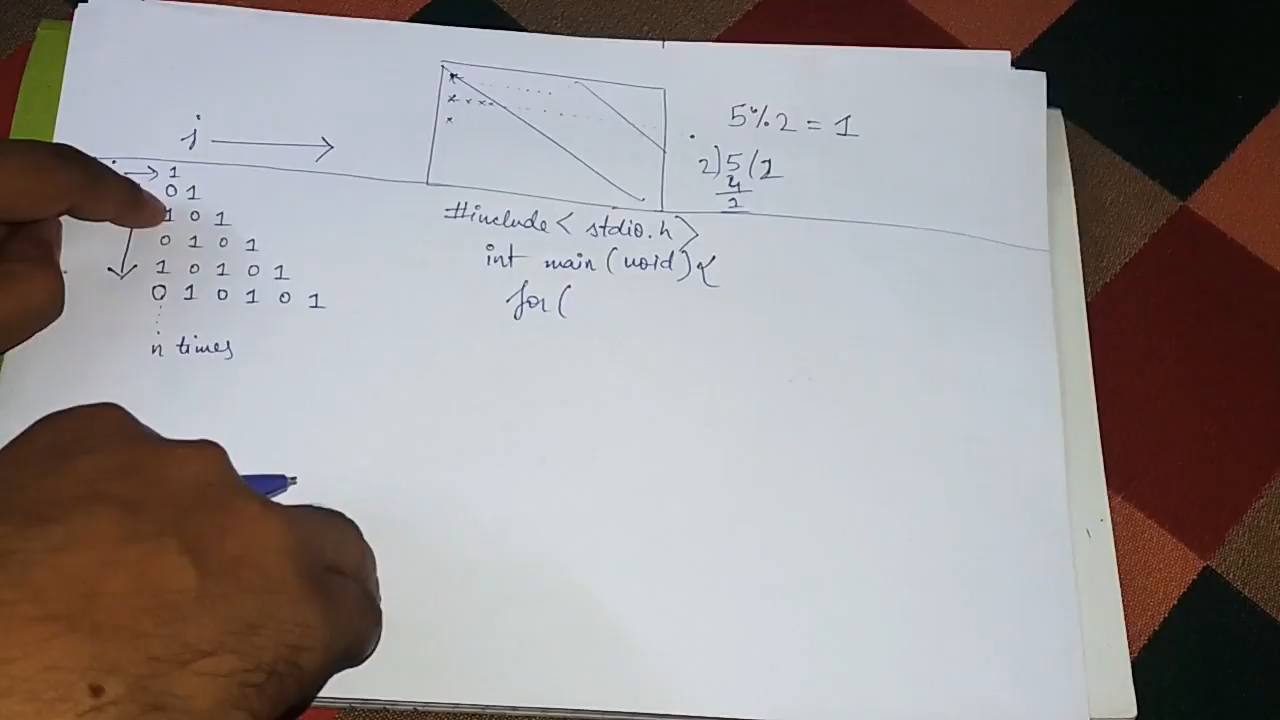 j
1
0 1
1 0 1
0 1 0 1
1 0 1 0 1
0 1 0 1 0 1
n times
5%2 = 1
2)5(2
4
1
#include< stdio.h>
int main(void){
for(